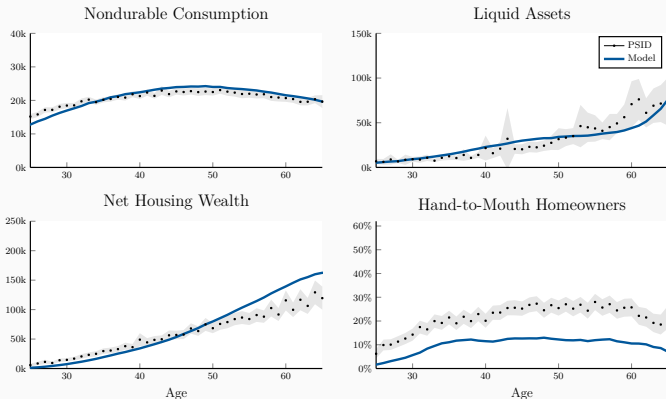 Nondurable Consumption
40k
30k
20k
10k
0k
30
40
50
60
Liquid Assets
150k
100k
50k
0k
30
40
50
60
PSID
Model
Net Housing Wealth
250k
200k
150k
100k
50k
0k
30
40
50
60
Age
Hand-to-Mouth Homeowners
60%
50%
40%
30%
20%
10%
0%
30
40
50
60
Age